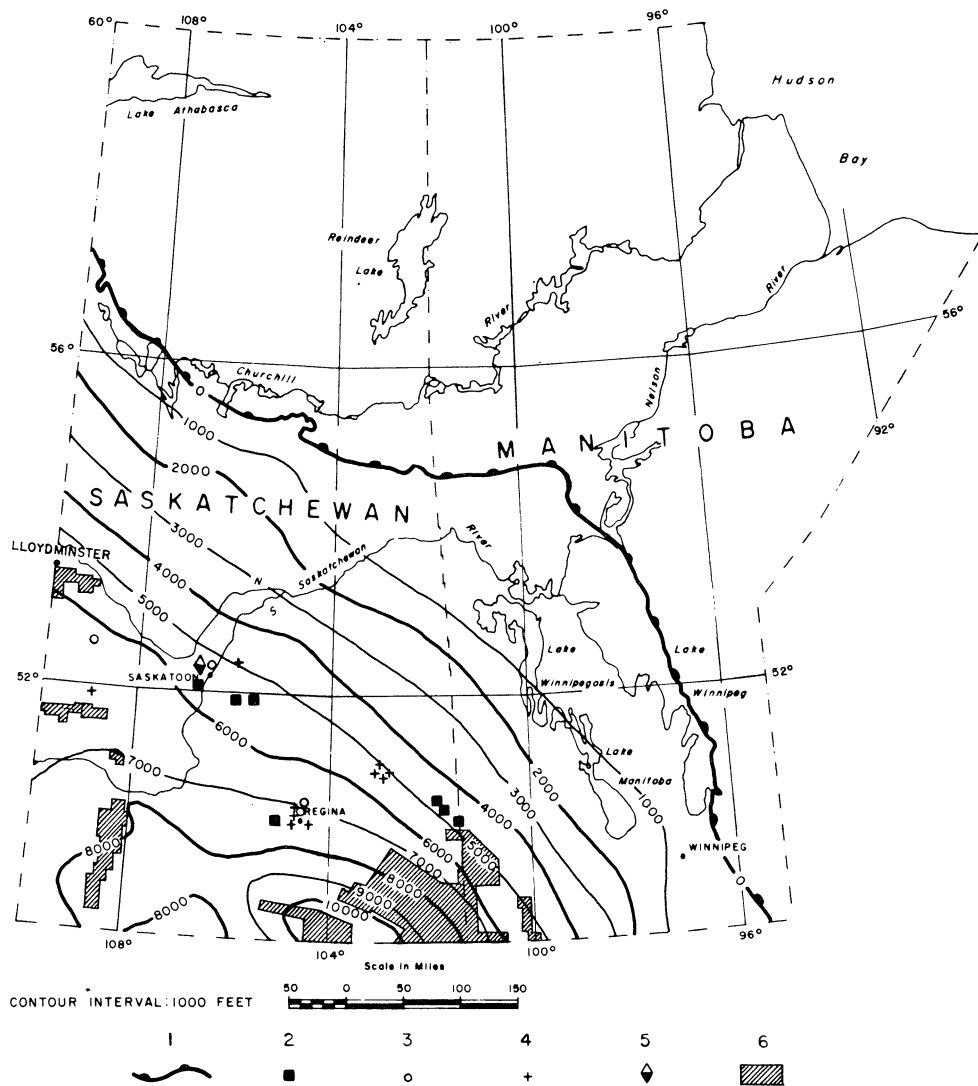 60°
108°
104°
100°
96°
Hudson
Bay
Lake Athabasca
Reindeer
Lake
River
River
Nelson
56°
56°
Churchill
0
1000
2000
3000
4000
5000
MANITOBA
92°
SASKATCHEWAN
LLOYDMINSTER
N
S
Saskatchewan
River
SASKATOON
52°
52°
Lake
Winnipegosis
Lake
Winnipeg
Lake
Manitoba
6000
7000
REGINA
2000
3000
4000
1000
5000
6000
7000
8000
9000
10000
8000
8000
WINNIPEG
0
108°
104°
100°
96°
Scale in Miles
CONTOUR INTERVAL: 1000 FEET
50 0 50 100 150
1 2 3 4 5 6